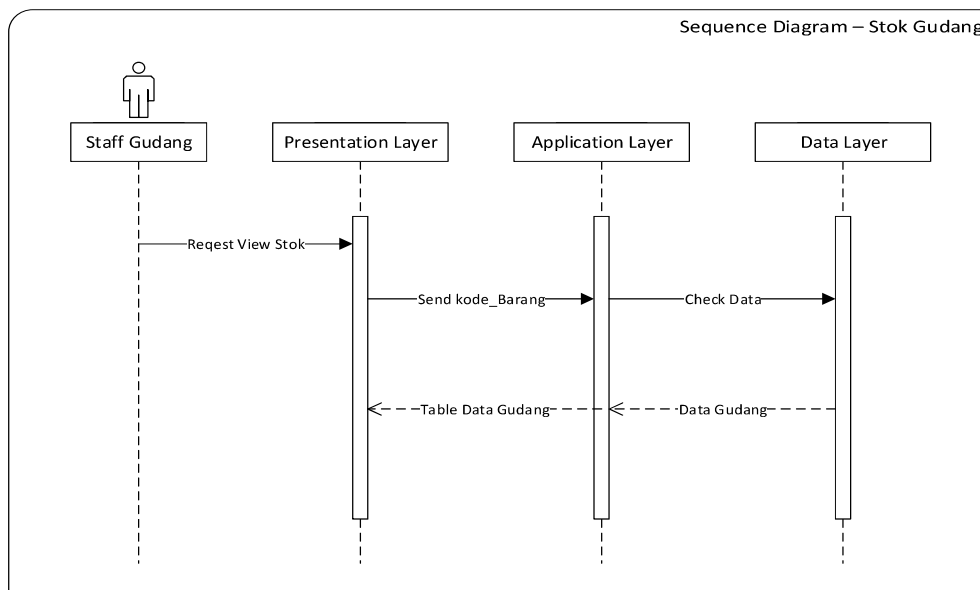 Sequence Diagram – Stok Gudang
Staff Gudang
Presentation Layer
Application Layer
Data Layer
Reqest View Stok
Send kode_Barang
Check Data
Table Data Gudang
Data Gudang